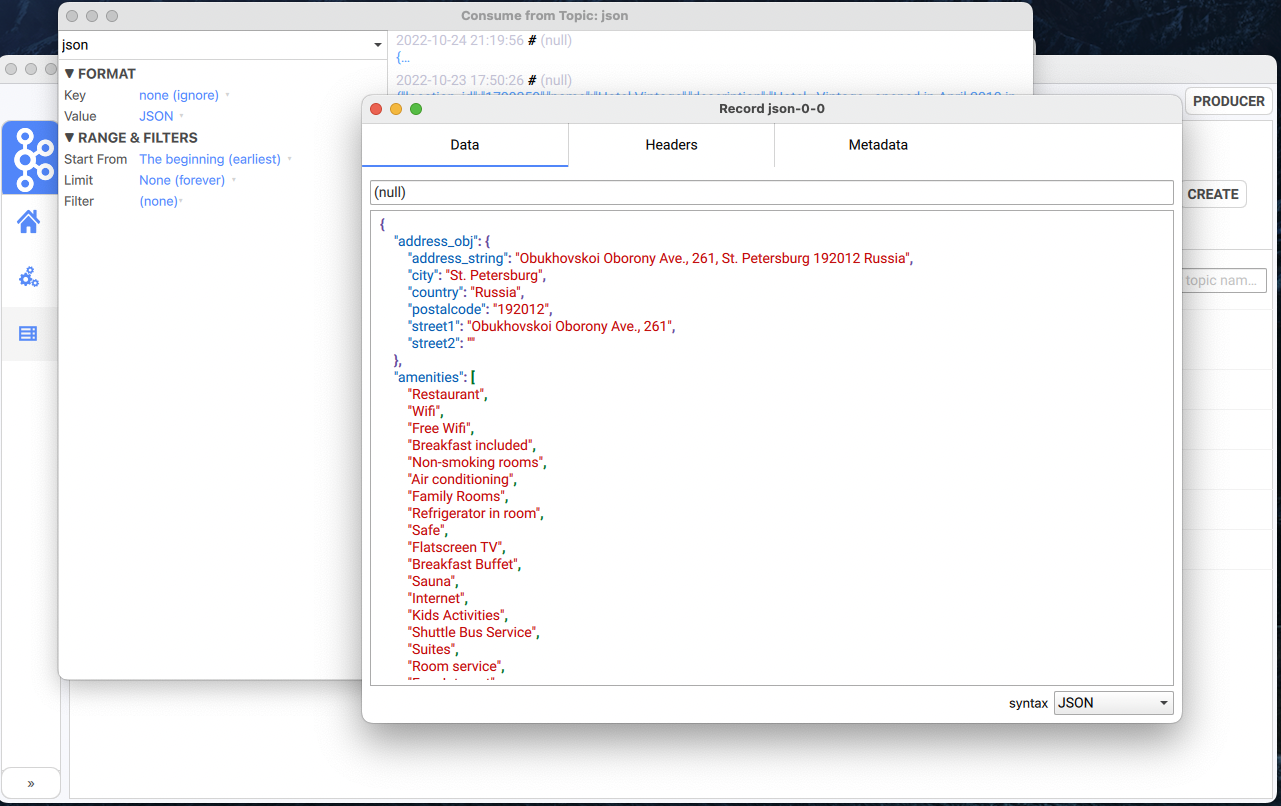 Consume from Topic: json
json
FORMAT
Key none (ignore)
Value JSON
RANGE & FILTERS
Start From The beginning (earliest)
Limit None (forever)
Filter (none)
2022-10-24 21:19:56 # (null)
{...
2022-10-23 17:50:26 # (null)
PRODUCER
CREATE
topic nam...
»
Record json-0-0
Data Headers Metadata
(null)
{
"address_obj": {
"address_string": "Obukhovskoi Oborony Ave., 261, St. Petersburg 192012 Russia",
"city": "St. Petersburg",
"country": "Russia",
"postalcode": "192012",
"street1": "Obukhovskoi Oborony Ave., 261",
"street2": ""
},
"amenities": [
"Restaurant",
"Wifi",
"Free Wifi",
"Breakfast included",
"Non-smoking rooms",
"Air conditioning",
"Family Rooms",
"Refrigerator in room",
"Safe",
"Flatscreen TV",
"Breakfast Buffet",
"Sauna",
"Internet",
"Kids Activities",
"Shuttle Bus Service",
"Suites",
"Room service",
syntax JSON